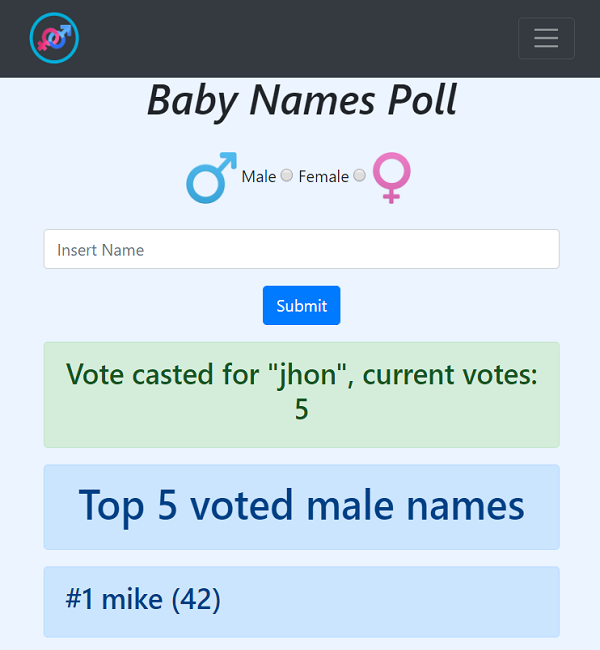 Baby Names Poll
Male Female
Insert Name
Submit
Vote casted for "jhon", current votes:
5
Top 5 voted male names
#1 mike (42)